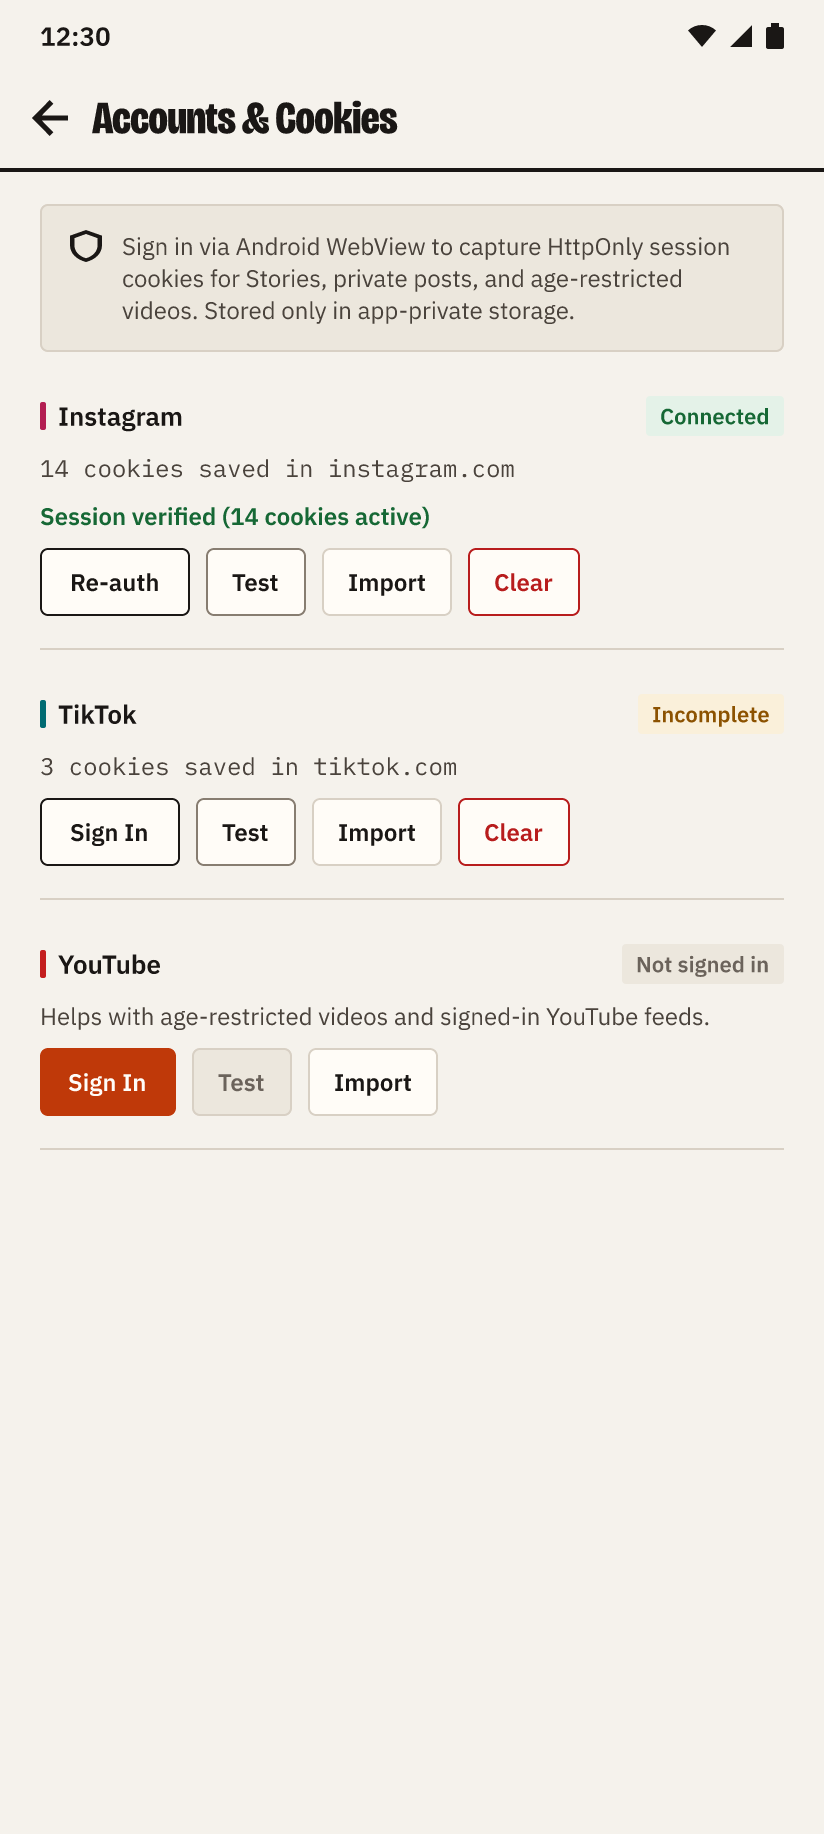 12:30
Accounts & Cookies
Sign in via Android WebView to capture HttpOnly session
cookies for Stories, private posts, and age-restricted
videos. Stored only in app-private storage.
Instagram
Connected
14 cookies saved in instagram.com
Session verified (14 cookies active)
Re-auth
Test
Import
Clear
TikTok
Incomplete
3 cookies saved in tiktok.com
Sign In
Test
Import
Clear
YouTube
Not signed in
Helps with age-restricted videos and signed-in YouTube feeds.
Sign In
Test
Import